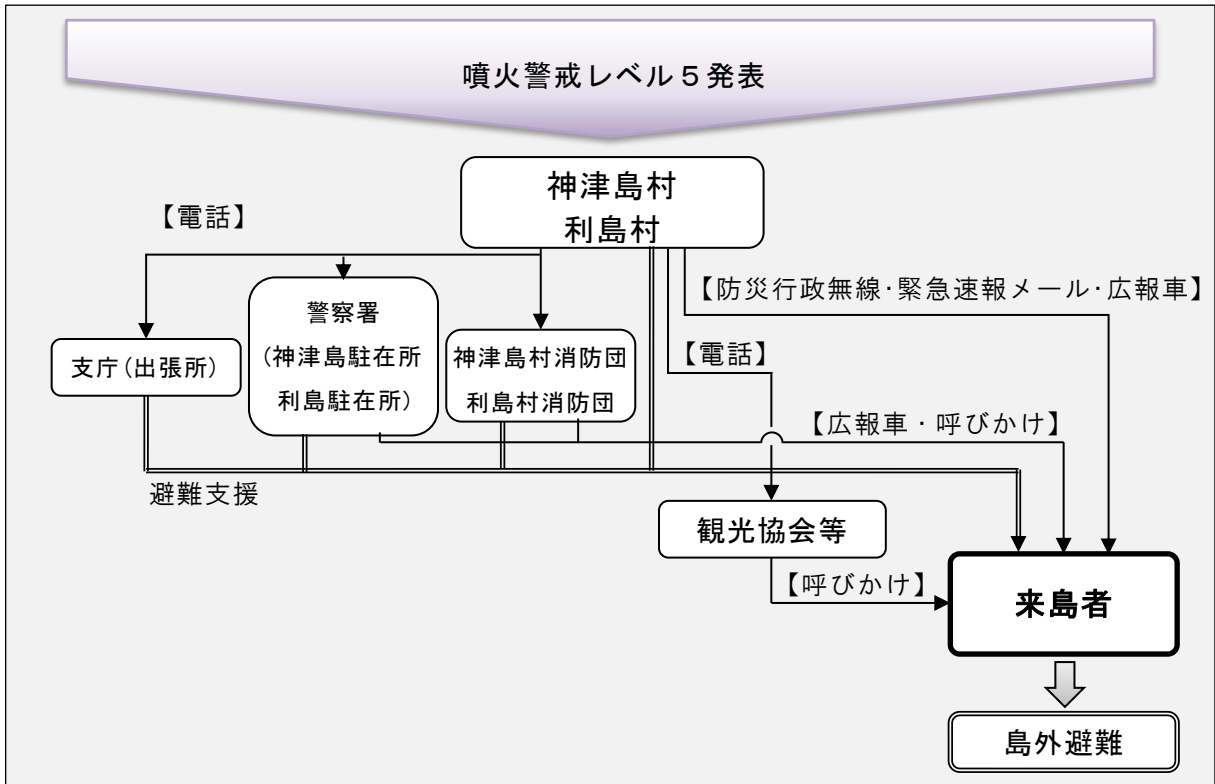 噴火警戒レベル５発表
神津島村
利島村
【電話】
【防災行政無線･緊急速報メール･広報車】
警察署
(神津島駐在所
利島駐在所)
支庁(出張所)
神津島村消防団
利島村消防団
【電話】
【広報車・呼びかけ】
避難支援
観光協会等
【呼びかけ】
来島者
島外避難